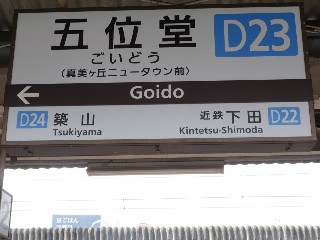 五位堂 D23
ごいどう
(真美ヶ丘ニュータウン前)
← Goido
D24 築山 近鉄下田 D22
Tsukiyama Kintetsu-Shimoda